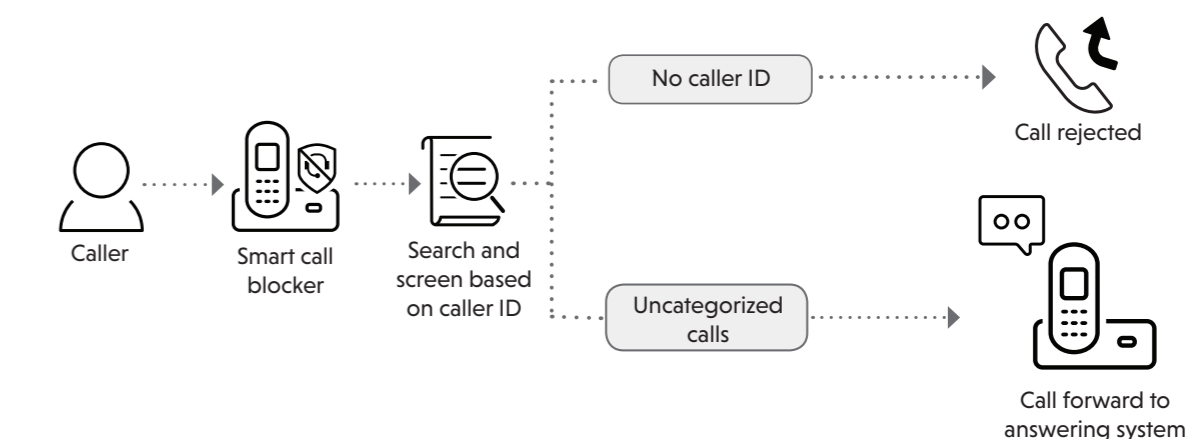 Caller
Smart call
blocker
Search and
screen based
on caller ID
No caller ID
Call rejected
Uncategorized
calls
Call forward to
answering system